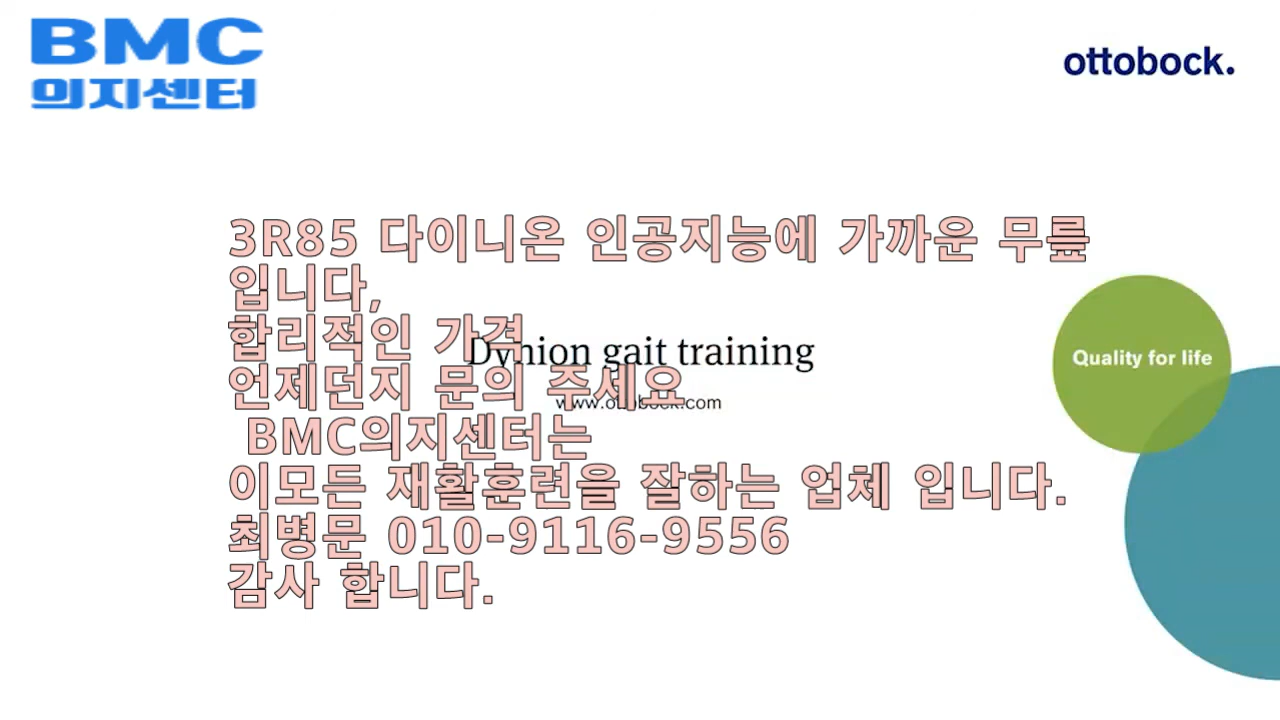 BMC
의지센터
ottobock.
3R85 다이니온 인공지능에 가까운 무릎
입니다,
합리적인 가격
Dynion gait training
언제던지 문의 주세요
www.ottobock.com
BMC의지센터는
이모든 재활훈련을 잘하는 업체 입니다.
최병문 010-9116-9556
감사 합니다.
Quality for life